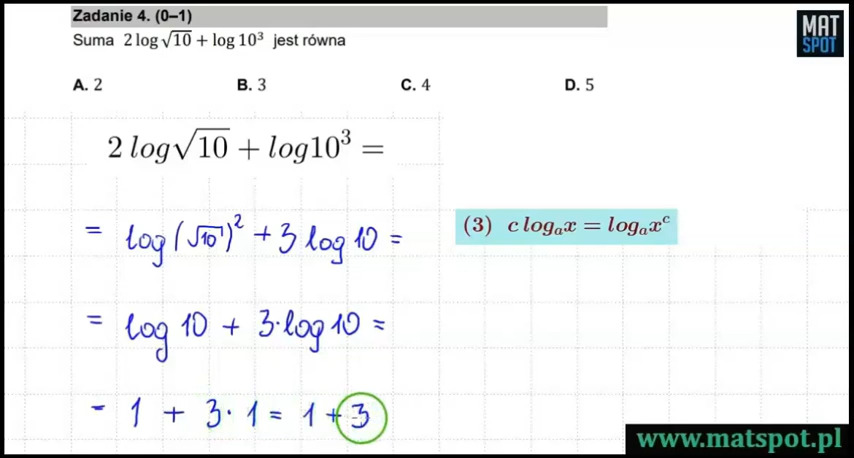 Zadanie 4. (0–1)
MAT
SPOT
Suma 2 log √10 + log 10³ jest równa
A. 2 B. 3 C. 4 D. 5
2 log√10 + log10³ =
= log(√10)² + 3 log 10 =
(3) c logₐx = logₐxᶜ
= log 10 + 3·log 10 =
= 1 + 3·1 = 1 + 3
www.matspot.pl